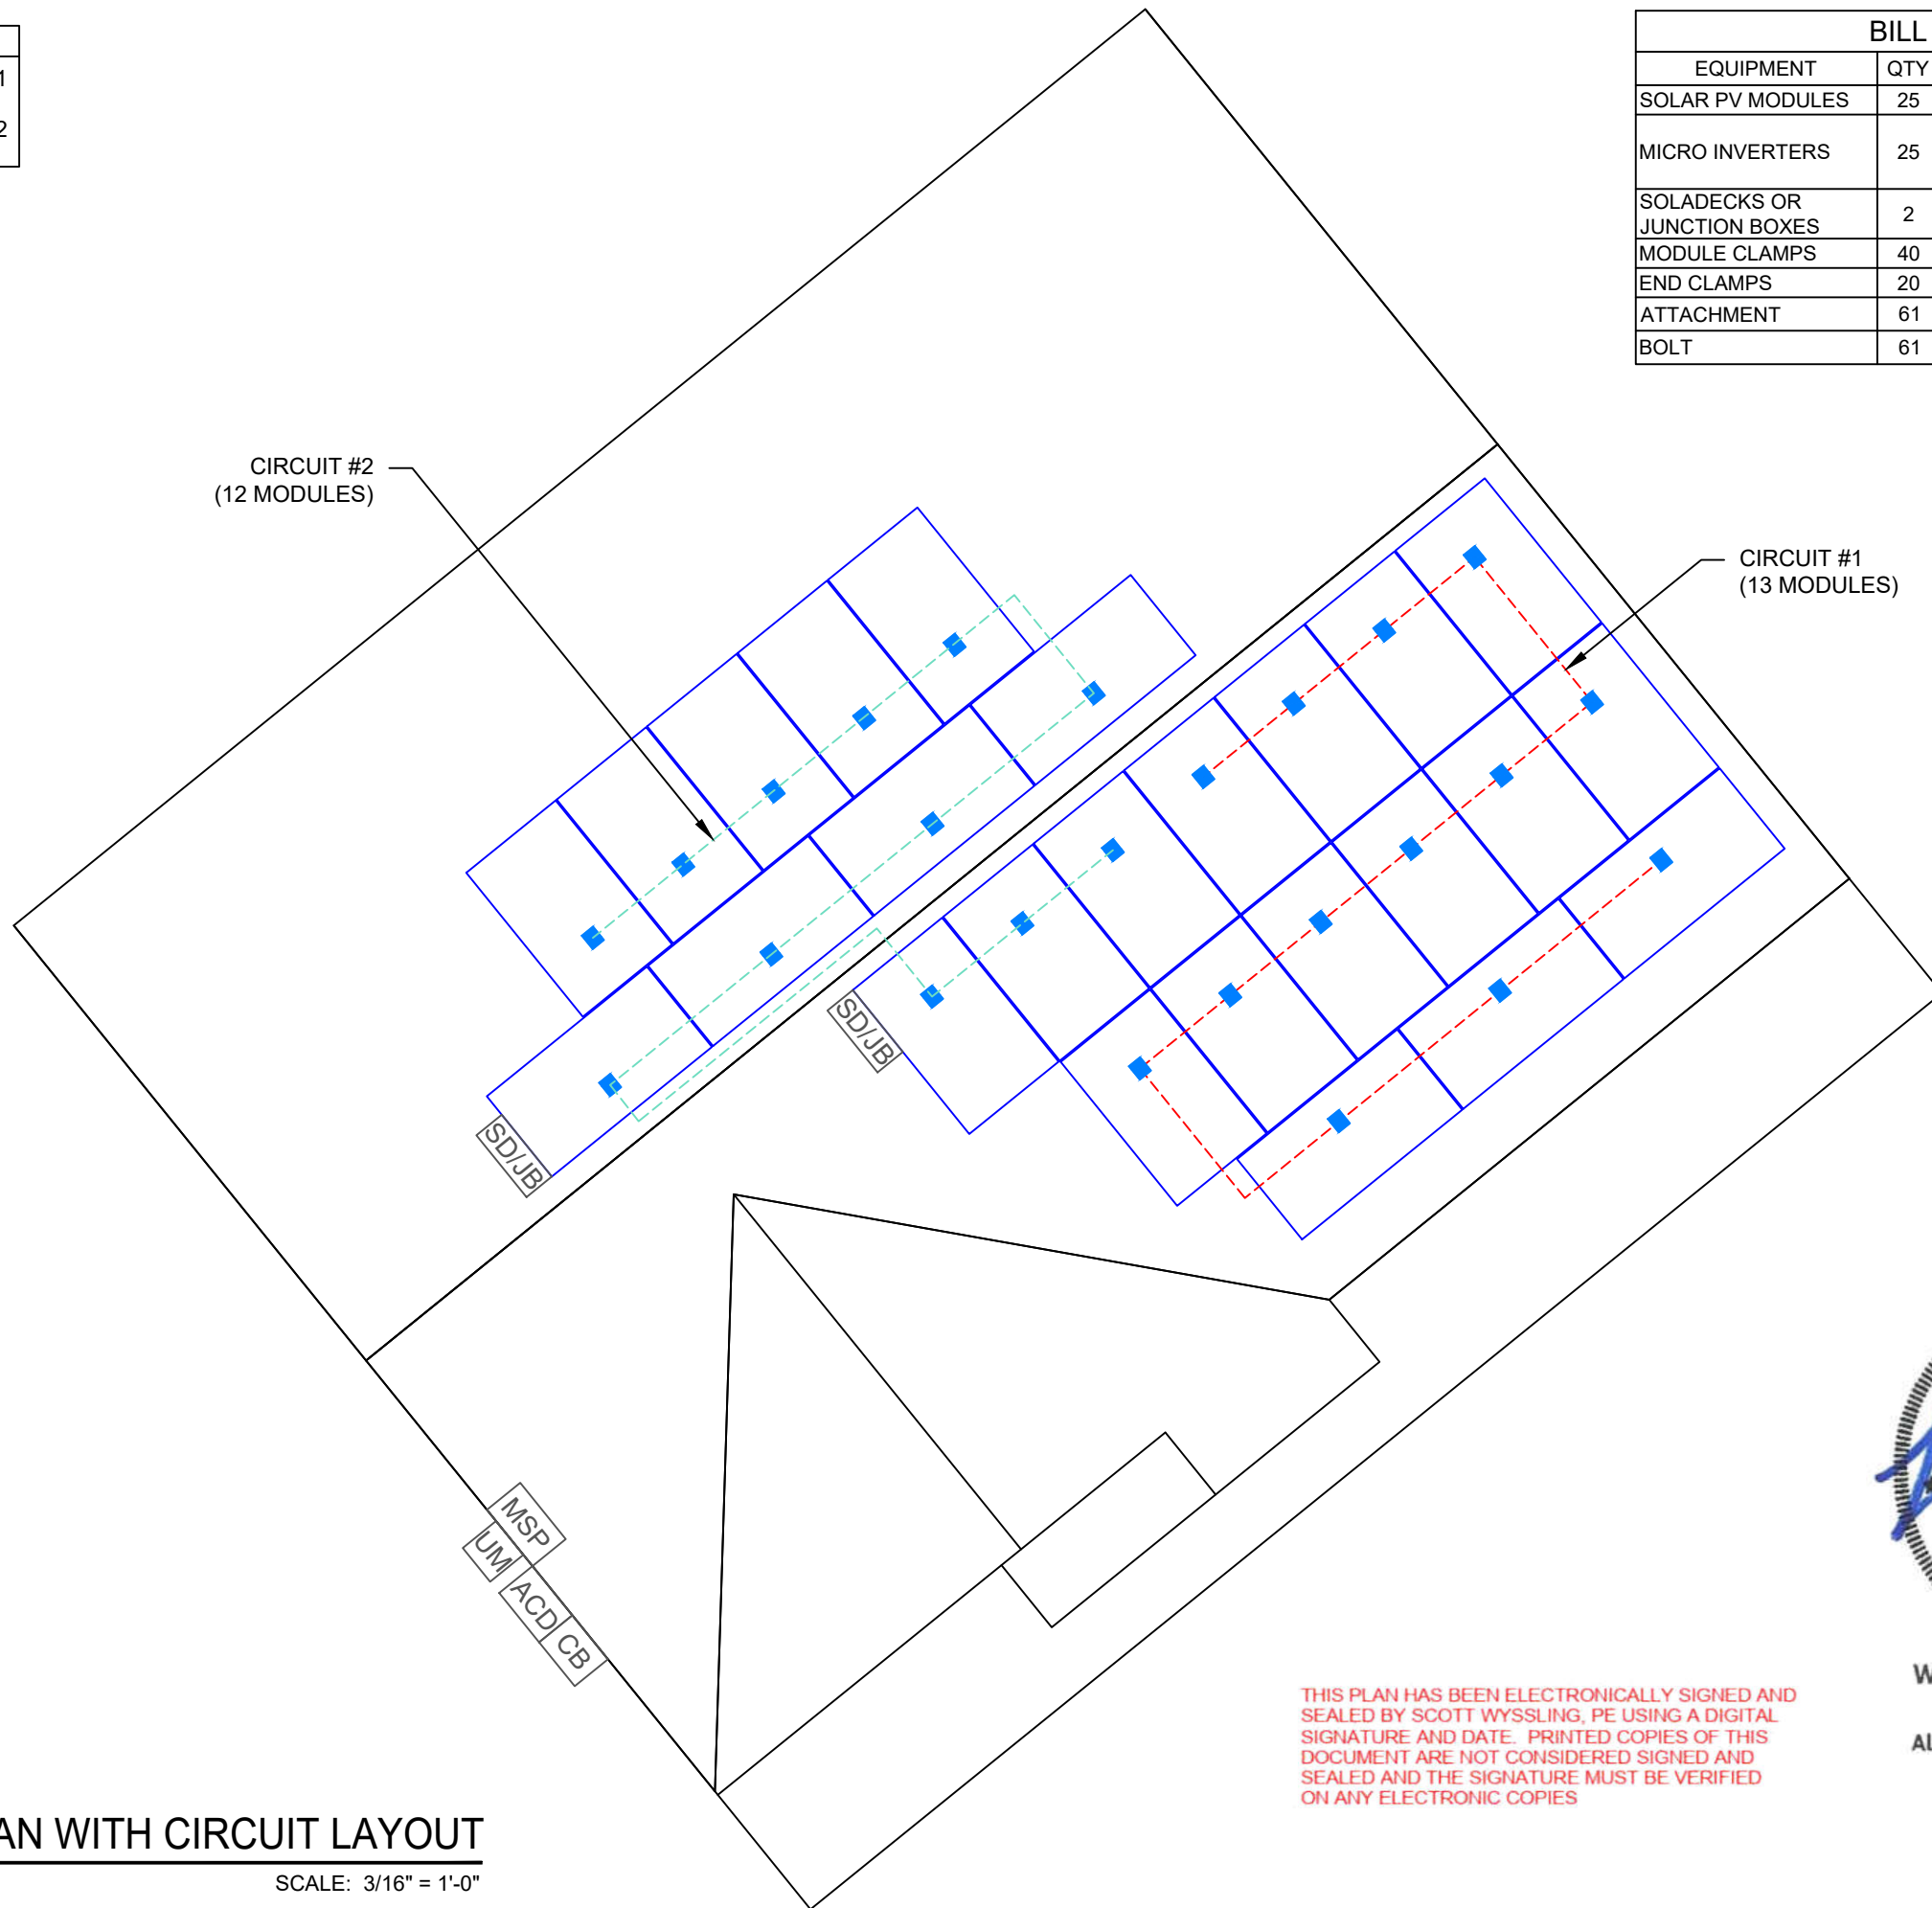 1
2
BILL
EQUIPMENT QTY
SOLAR PV MODULES 25
MICRO INVERTERS 25
SOLADECKS OR
JUNCTION BOXES 2
MODULE CLAMPS 40
END CLAMPS 20
ATTACHMENT 61
BOLT 61
CIRCUIT #2
(12 MODULES)
CIRCUIT #1
(13 MODULES)
SD/JB
SD/JB
MSP
UM
ACD
CB
THIS PLAN HAS BEEN ELECTRONICALLY SIGNED AND
SEALED BY SCOTT WYSSLING, PE USING A DIGITAL
SIGNATURE AND DATE. PRINTED COPIES OF THIS
DOCUMENT ARE NOT CONSIDERED SIGNED AND
SEALED AND THE SIGNATURE MUST BE VERIFIED
ON ANY ELECTRONIC COPIES
W
Al
AN WITH CIRCUIT LAYOUT
SCALE: 3/16" = 1'-0"